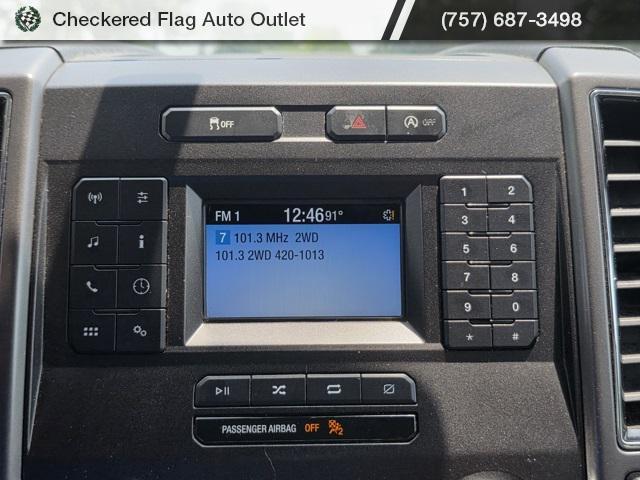 Checkered Flag Auto Outlet (757) 687-3498
OFF
A OFF
FM 1 12:46 91°
7 101.3 MHz 2WD
101.3 2WD 420-1013
i
1 2
3 4
5 6
7 8
9 0
* #
PASSENGER AIRBAG OFF 2